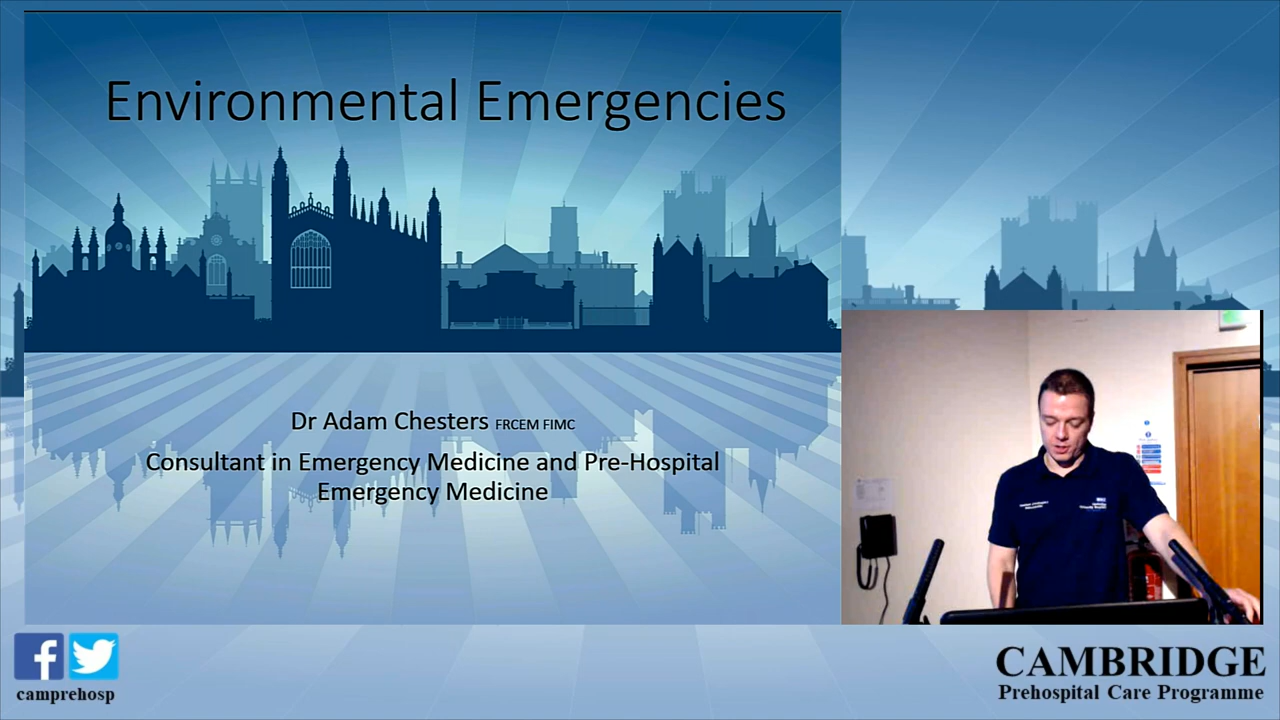 Environmental Emergencies
Dr Adam Chesters FRCEM FIMC
Consultant in Emergency Medicine and Pre-Hospital
Emergency Medicine
camprehosp
CAMBRIDGE
Prehospital Care Programme